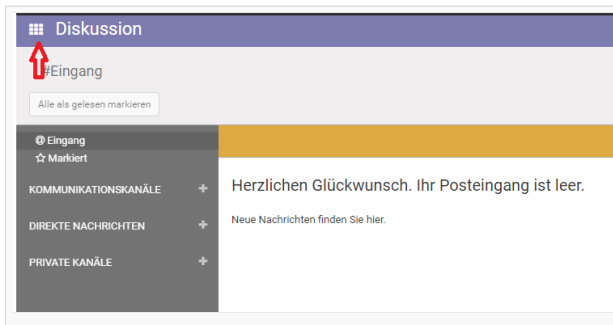 Diskussion
#Eingang
Alle als gelesen markieren
@ Eingang
Markiert
KOMMUNIKATIONSKANÄLE +
DIREKTE NACHRICHTEN +
PRIVATE KANÄLE +
Herzlichen Glückwunsch. Ihr Posteingang ist leer.
Neue Nachrichten finden Sie hier.